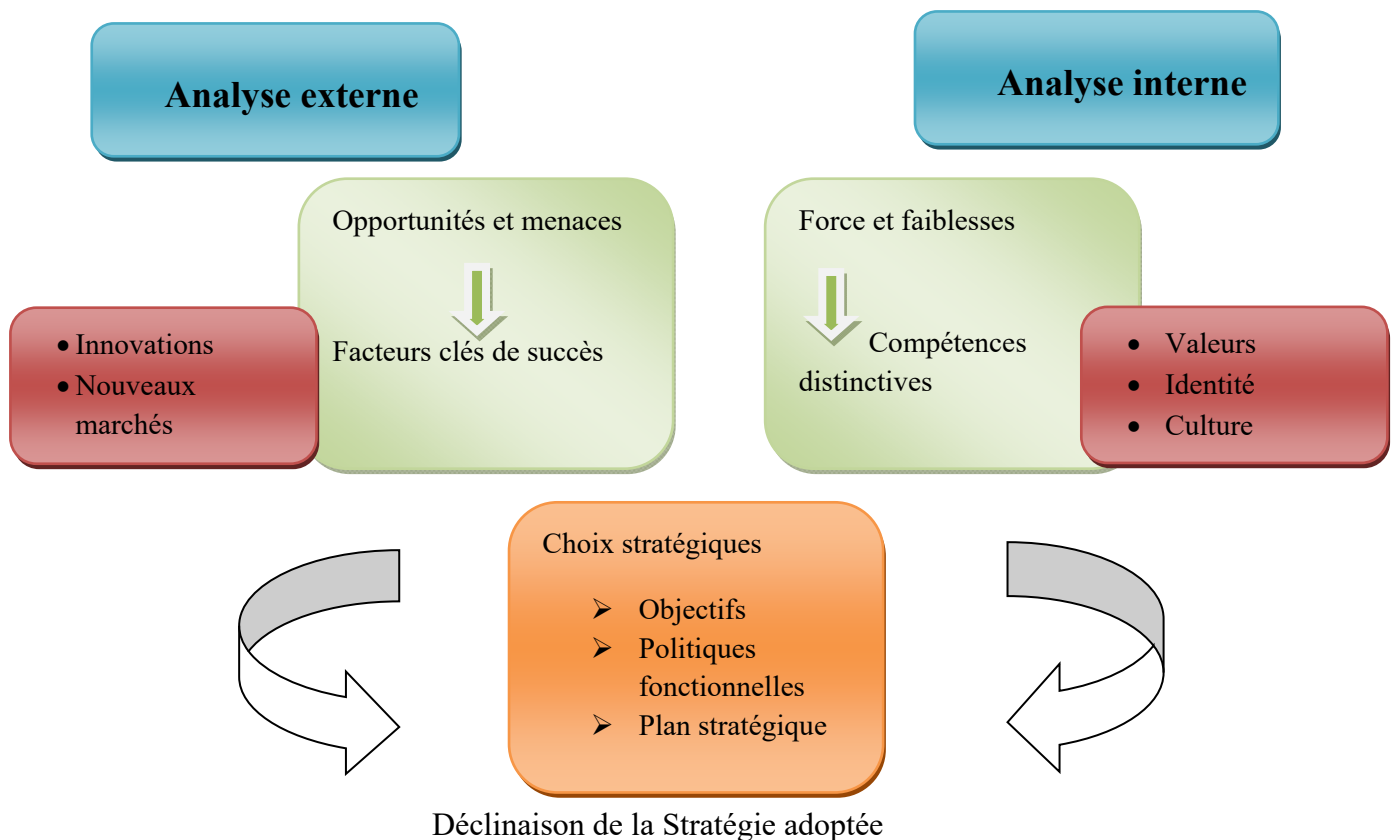 Analyse externe
Analyse interne
Opportunités et menaces
Facteurs clés de succès
• Innovations
• Nouveaux
marchés
Force et faiblesses
Compétences
distinctives
• Valeurs
• Identité
• Culture
Choix stratégiques
➢ Objectifs
➢ Politiques
fonctionnelles
➢ Plan stratégique
Déclinaison de la Stratégie adoptée